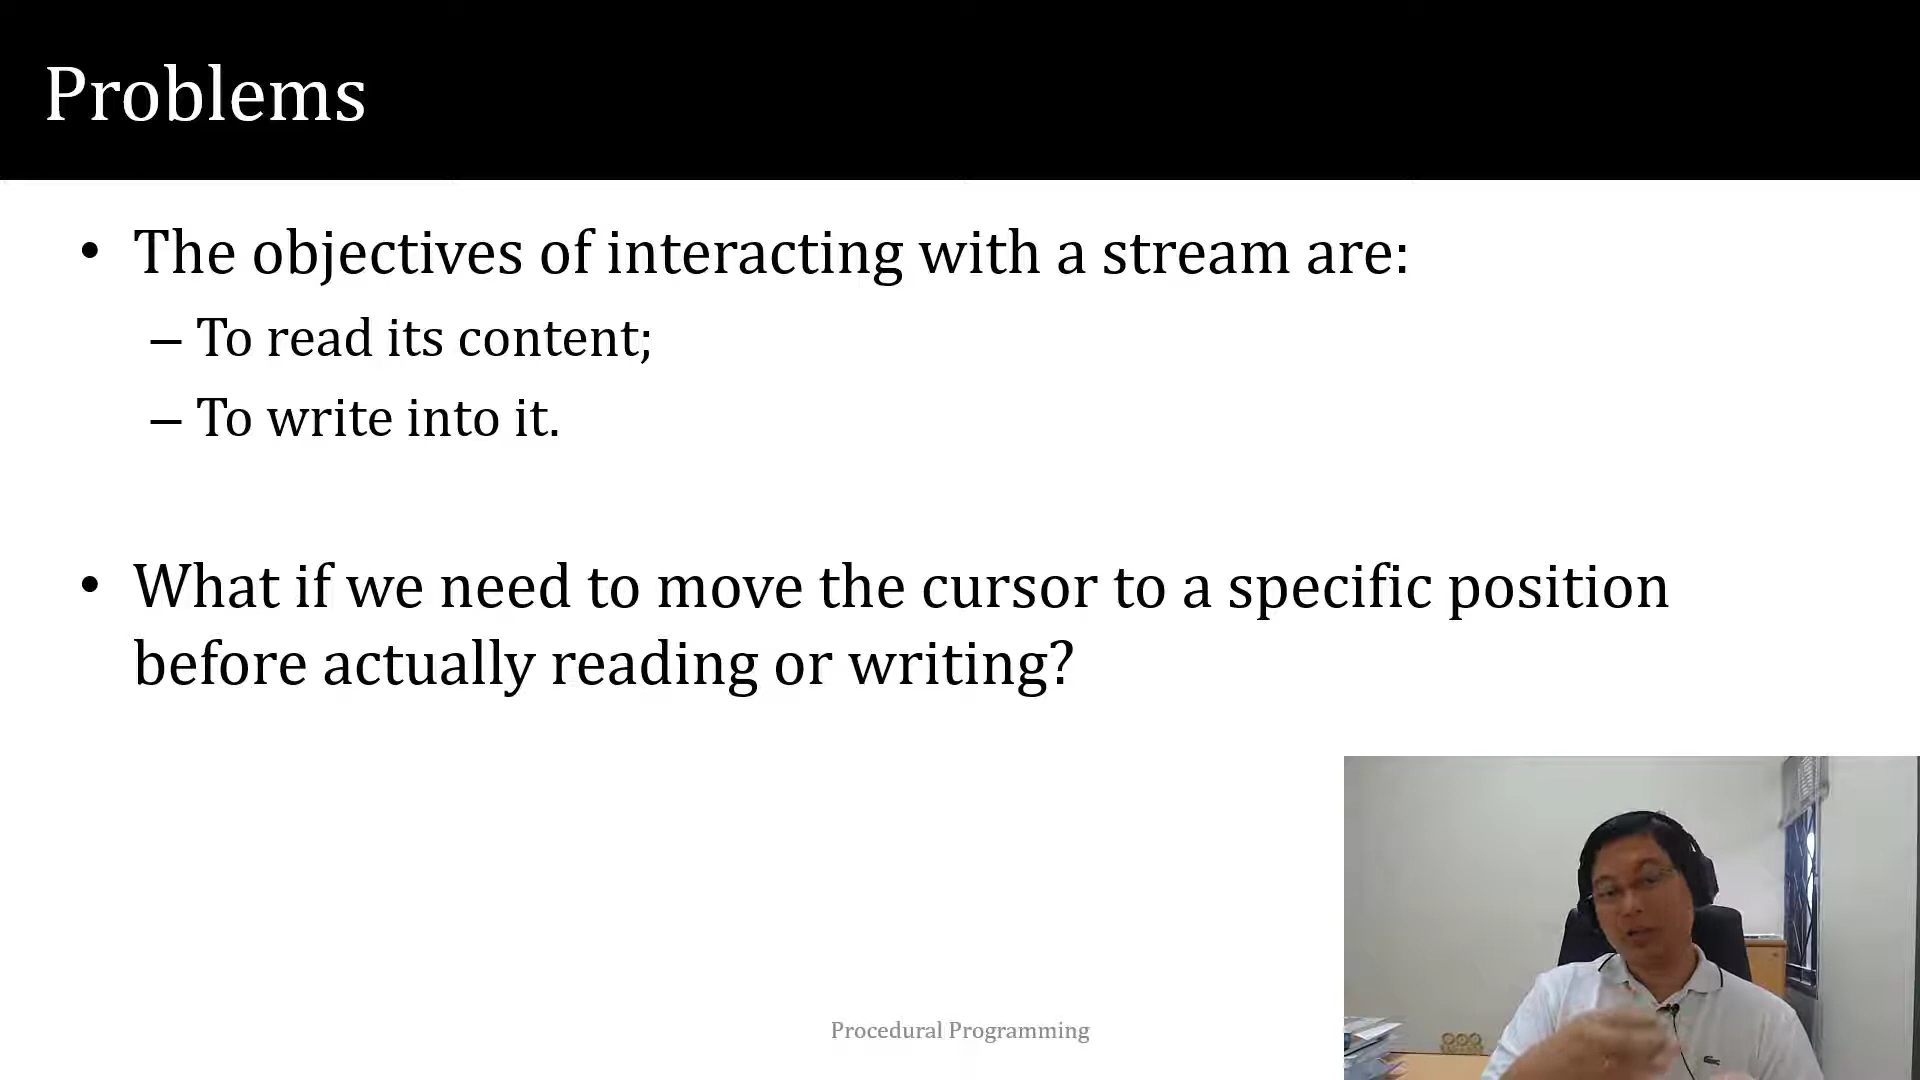 Problems
• The objectives of interacting with a stream are:
– To read its content;
– To write into it.
• What if we need to move the cursor to a specific position
before actually reading or writing?
Procedural Programming